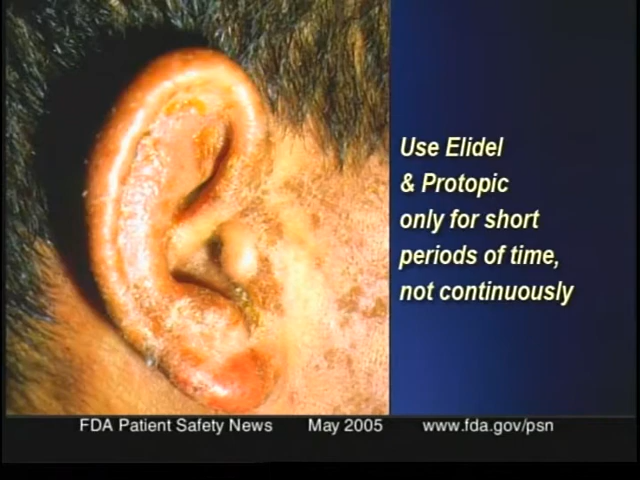 Use Elidel
& Protopic
only for short
periods of time,
not continuously
FDA Patient Safety News May 2005 www.fda.gov/psn